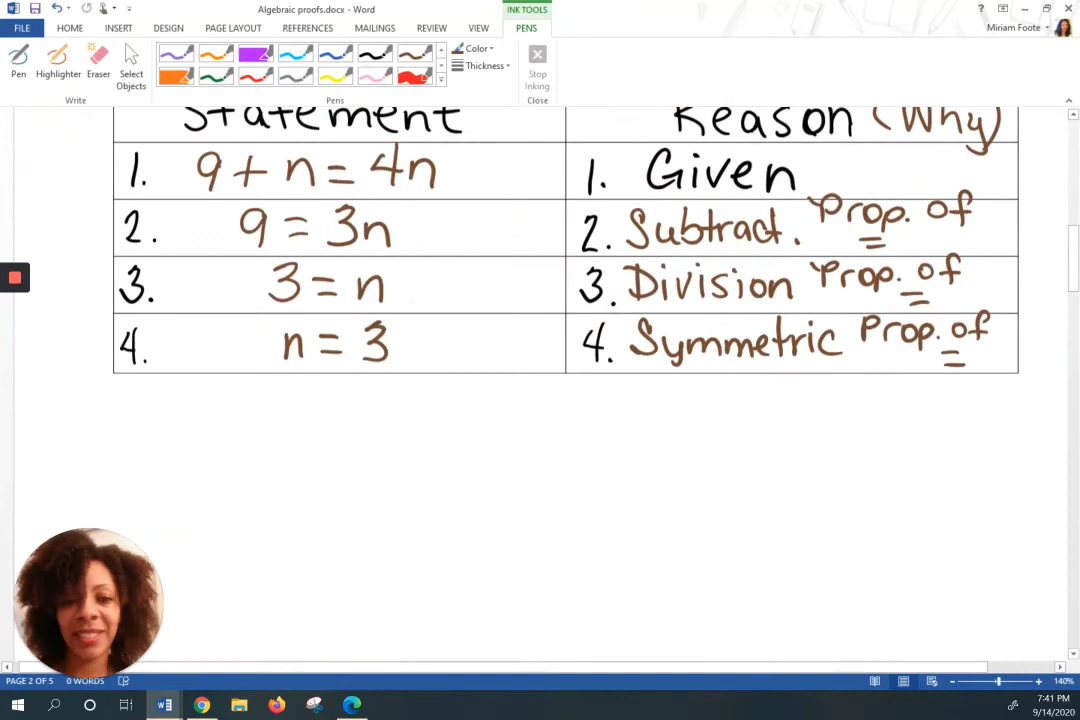 Algebraic proofs.docx - Word
INK TOOLS
FILE HOME INSERT DESIGN PAGE LAYOUT REFERENCES MAILINGS REVIEW VIEW PENS
Miriam Foote
Pen Highlighter Eraser Select Objects
Color
Thickness
Stop Inking
Write Pens Close
Statement Reason (Why)
1. 9 + n = 4n 1. Given
2. 9 = 3n 2. Subtract. Prop. of =
3. 3 = n 3. Division Prop. of =
4. n = 3 4. Symmetric Prop. of =
PAGE 2 OF 5 0 WORDS 140%
7:41 PM
9/14/2020